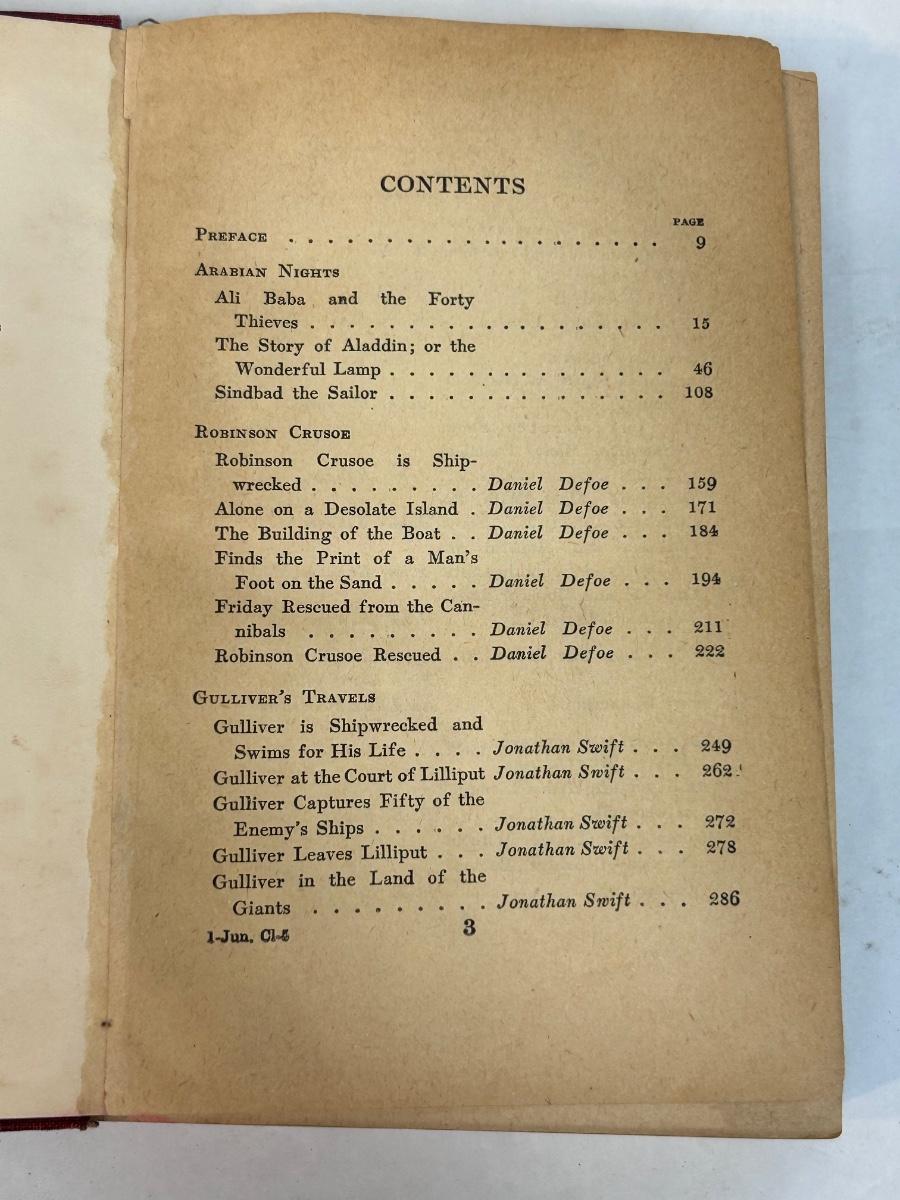 CONTENTS
PAGE
PREFACE . . . . . . . . . . . . . . . . . . . . 9
ARABIAN NIGHTS
Ali Baba and the Forty
Thieves . . . . . . . . . . . . . . . . . . . 15
The Story of Aladdin; or the
Wonderful Lamp . . . . . . . . . . . . . . . 46
Sindbad the Sailor . . . . . . . . . . . . . . . 108
ROBINSON CRUSOE
Robinson Crusoe is Ship-
wrecked . . . . . . . . . Daniel Defoe . . . 159
Alone on a Desolate Island . Daniel Defoe . . . 171
The Building of the Boat . . Daniel Defoe . . . 184
Finds the Print of a Man's
Foot on the Sand . . . . . Daniel Defoe . . . 194
Friday Rescued from the Can-
nibals . . . . . . . . . Daniel Defoe . . . 211
Robinson Crusoe Rescued . . Daniel Defoe . . . 222
GULLIVER'S TRAVELS
Gulliver is Shipwrecked and
Swims for His Life . . . . Jonathan Swift . . . 249
Gulliver at the Court of Lilliput Jonathan Swift . . . 262
Gulliver Captures Fifty of the
Enemy's Ships . . . . . . Jonathan Swift . . . 272
Gulliver Leaves Lilliput . . . Jonathan Swift . . . 278
Gulliver in the Land of the
Giants . . . . . . . . . Jonathan Swift . . . 286
1-Jun. Cl-5 3